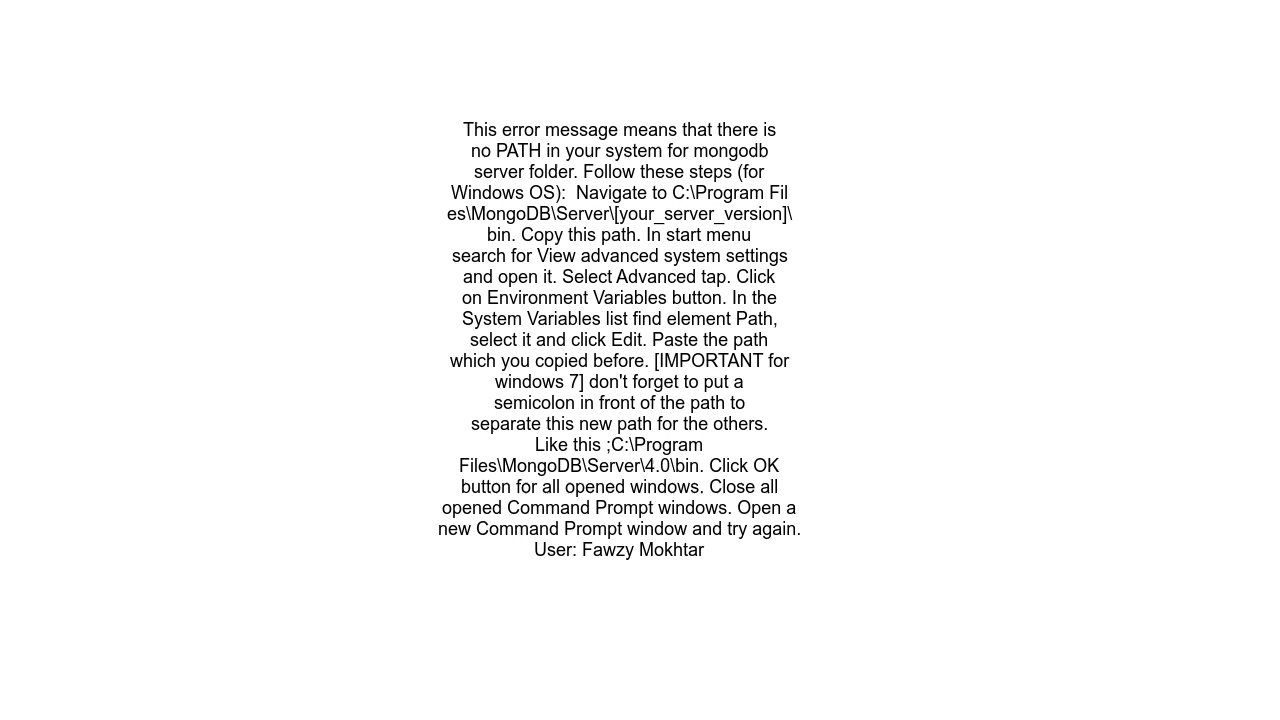 This error message means that there is
no PATH in your system for mongodb
server folder. Follow these steps (for
Windows OS):  Navigate to C:\Program Fil
es\MongoDB\Server\[your_server_version]\
bin. Copy this path. In start menu
search for View advanced system settings
and open it. Select Advanced tap. Click
on Environment Variables button. In the
System Variables list find element Path,
select it and click Edit. Paste the path
which you copied before. [IMPORTANT for
windows 7] don't forget to put a
semicolon in front of the path to
separate this new path for the others.
Like this ;C:\Program
Files\MongoDB\Server\4.0\bin. Click OK
button for all opened windows. Close all
opened Command Prompt windows. Open a
new Command Prompt window and try again.
User: Fawzy Mokhtar